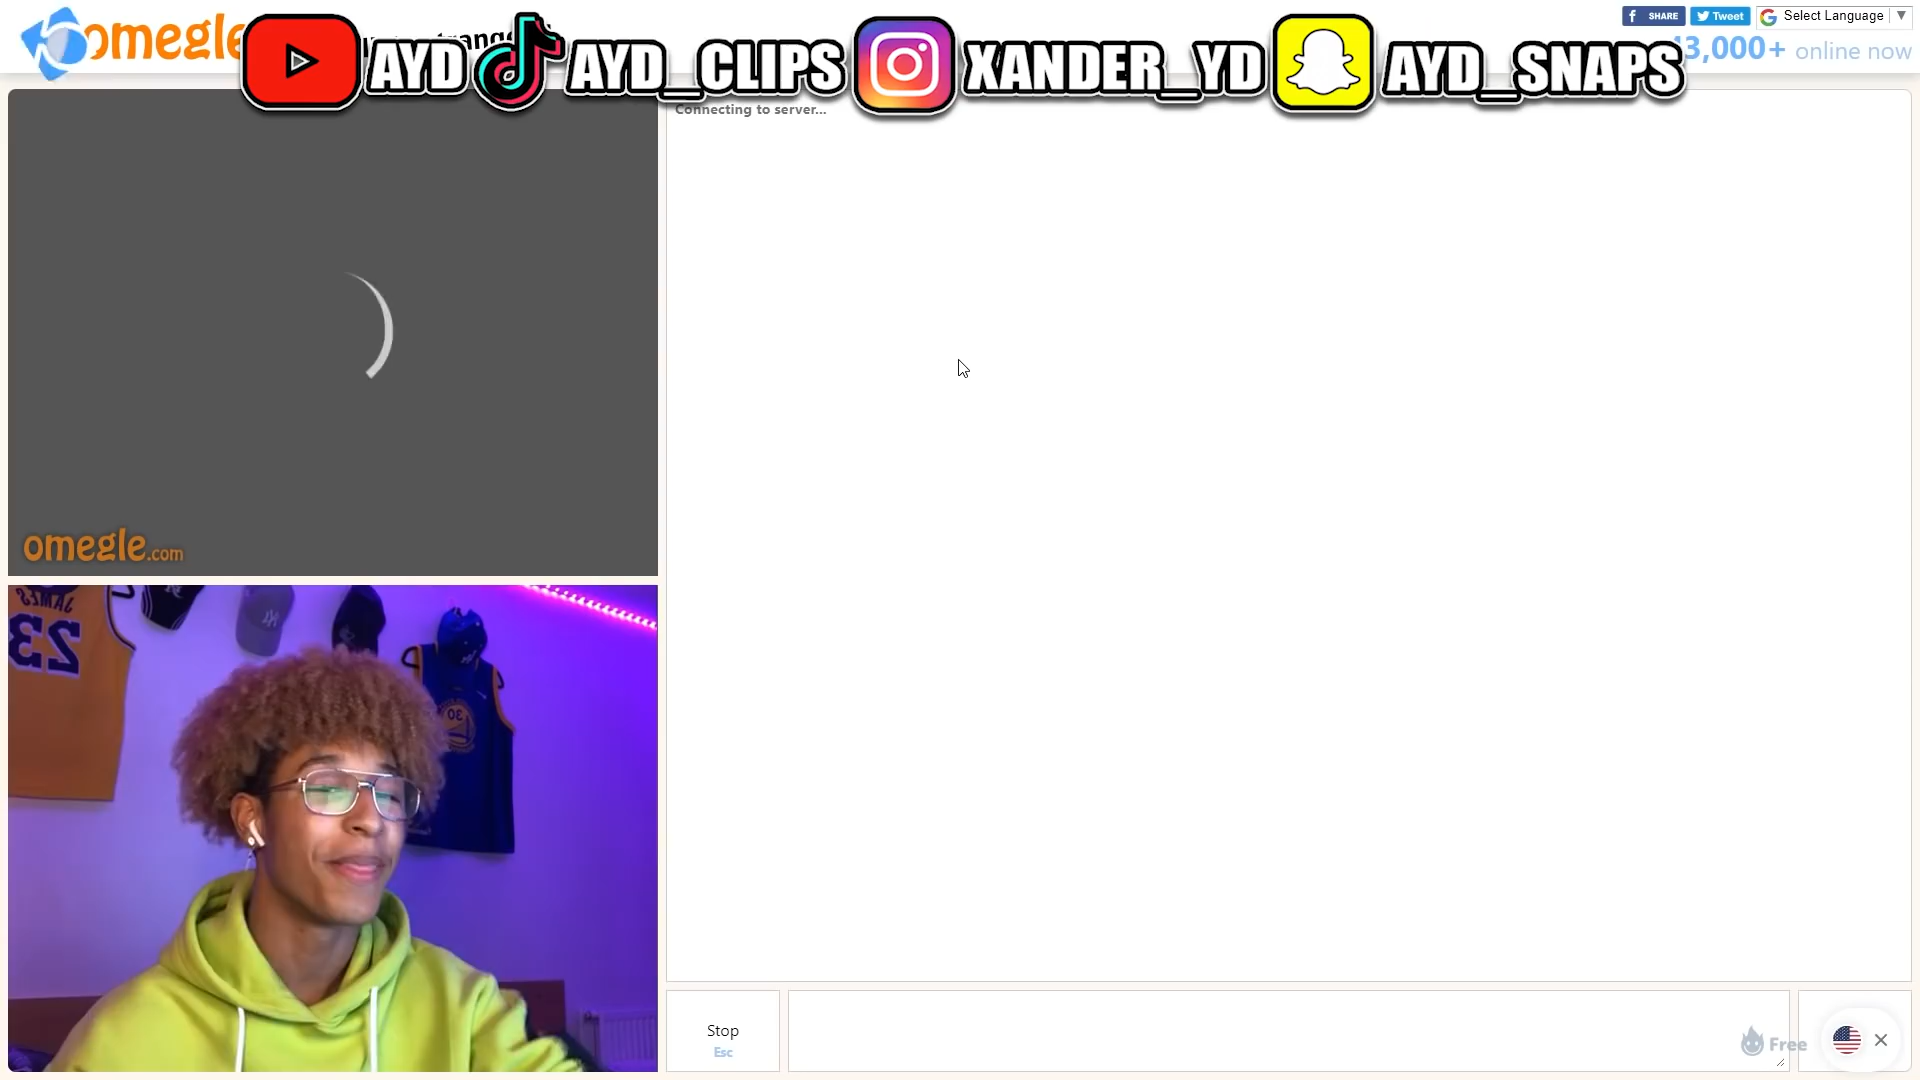 omegle
AYD AYD_CLIPS XANDER_YD AYD_SNAPS
SHARE Tweet Select Language
3,000+ online now
Connecting to server...
omegle.com
JAMES
23
30
Stop
Esc
Free